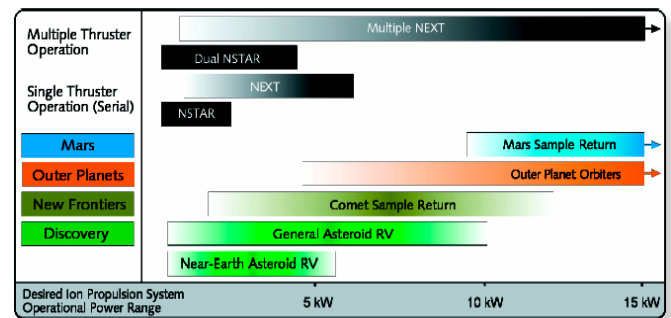 Multiple Thruster
Operation
Multiple NEXT
Dual NSTAR
Single Thruster
Operation (Serial)
NEXT
NSTAR
Mars
Mars Sample Return
Outer Planets
Outer Planet Orbiters
New Frontiers
Comet Sample Return
Discovery
General Asteroid RV
Near-Earth Asteroid RV
Desired Ion Propulsion System
Operational Power Range
5 kW
10 kW
15 kW